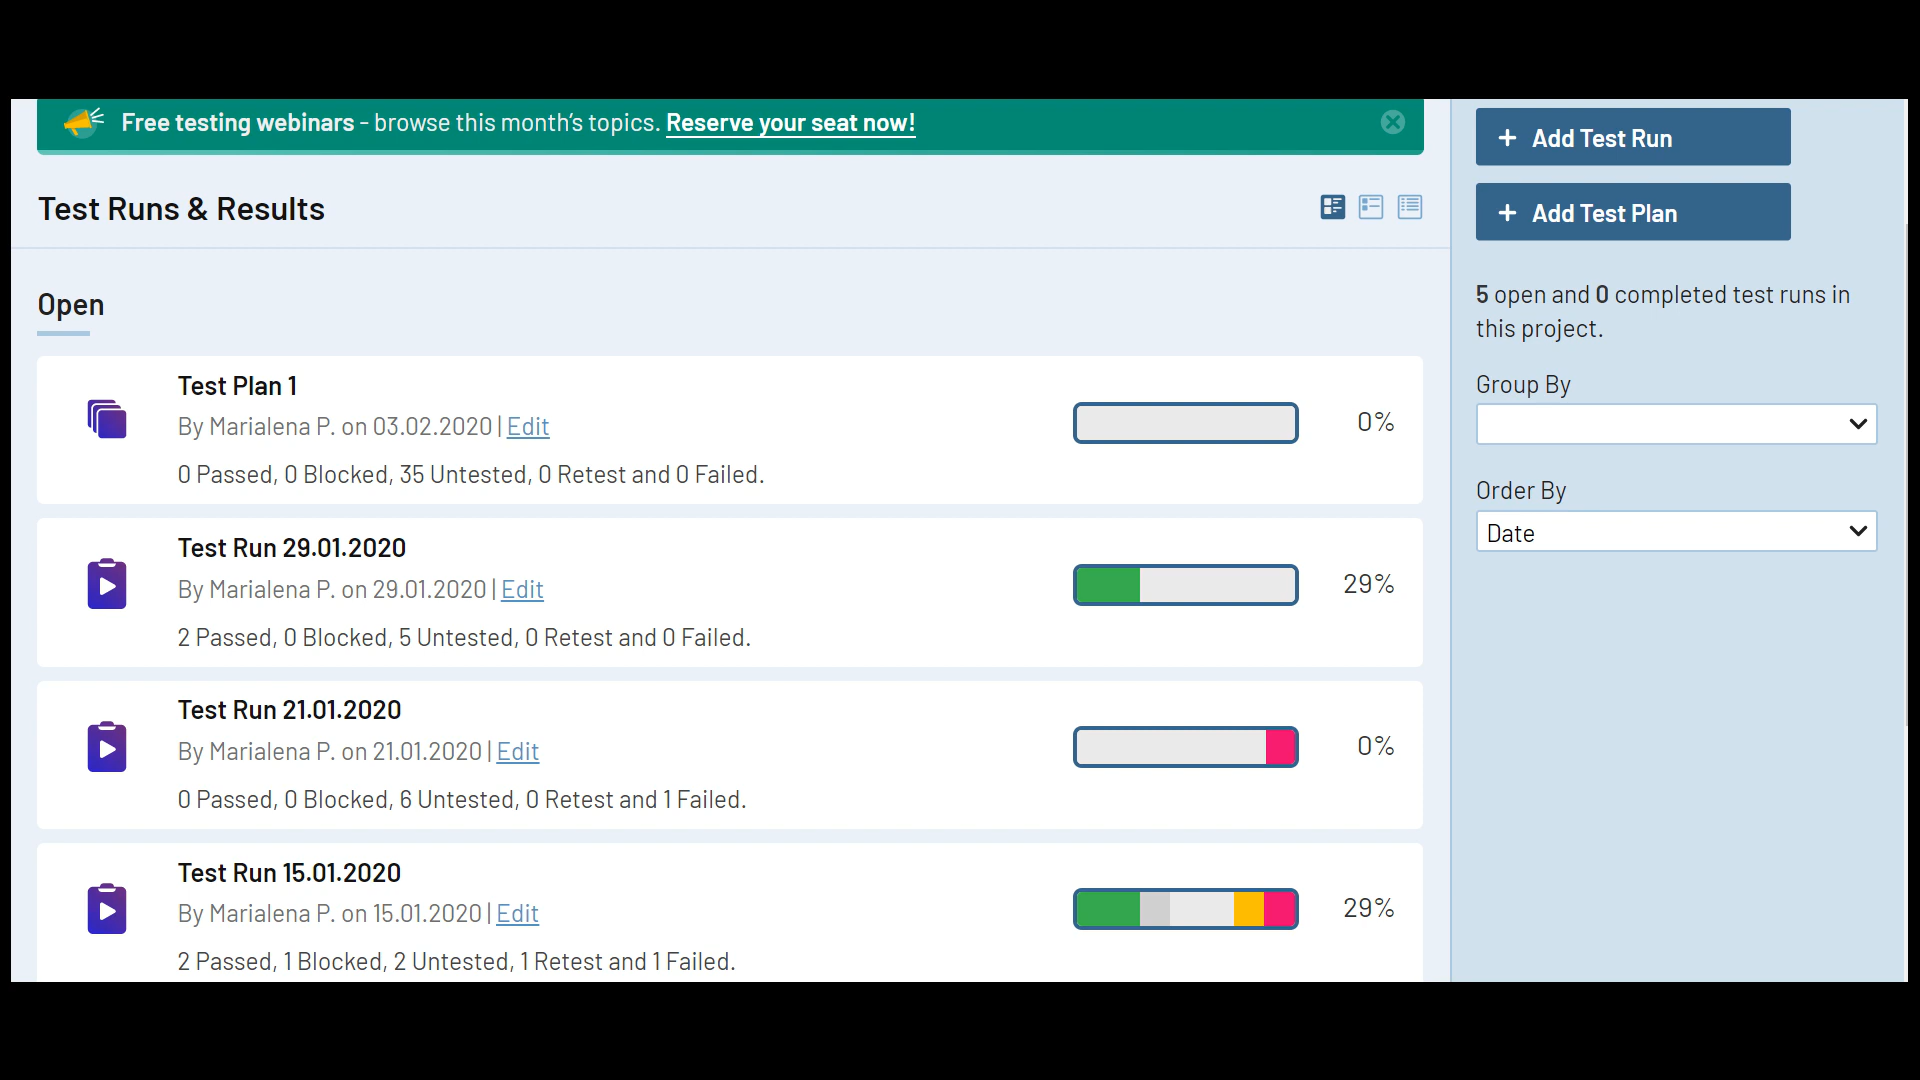 Free testing webinars - browse this month's topics. Reserve your seat now!
Test Runs & Results
Open
Test Plan 1
By Marialena P. on 03.02.2020 | Edit
0%
0 Passed, 0 Blocked, 35 Untested, 0 Retest and 0 Failed.
Test Run 29.01.2020
By Marialena P. on 29.01.2020 | Edit
29%
2 Passed, 0 Blocked, 5 Untested, 0 Retest and 0 Failed.
Test Run 21.01.2020
By Marialena P. on 21.01.2020 | Edit
0%
0 Passed, 0 Blocked, 6 Untested, 0 Retest and 1 Failed.
Test Run 15.01.2020
By Marialena P. on 15.01.2020 | Edit
29%
2 Passed, 1 Blocked, 2 Untested, 1 Retest and 1 Failed.
+ Add Test Run
+ Add Test Plan
5 open and 0 completed test runs in
this project.
Group By
Order By
Date